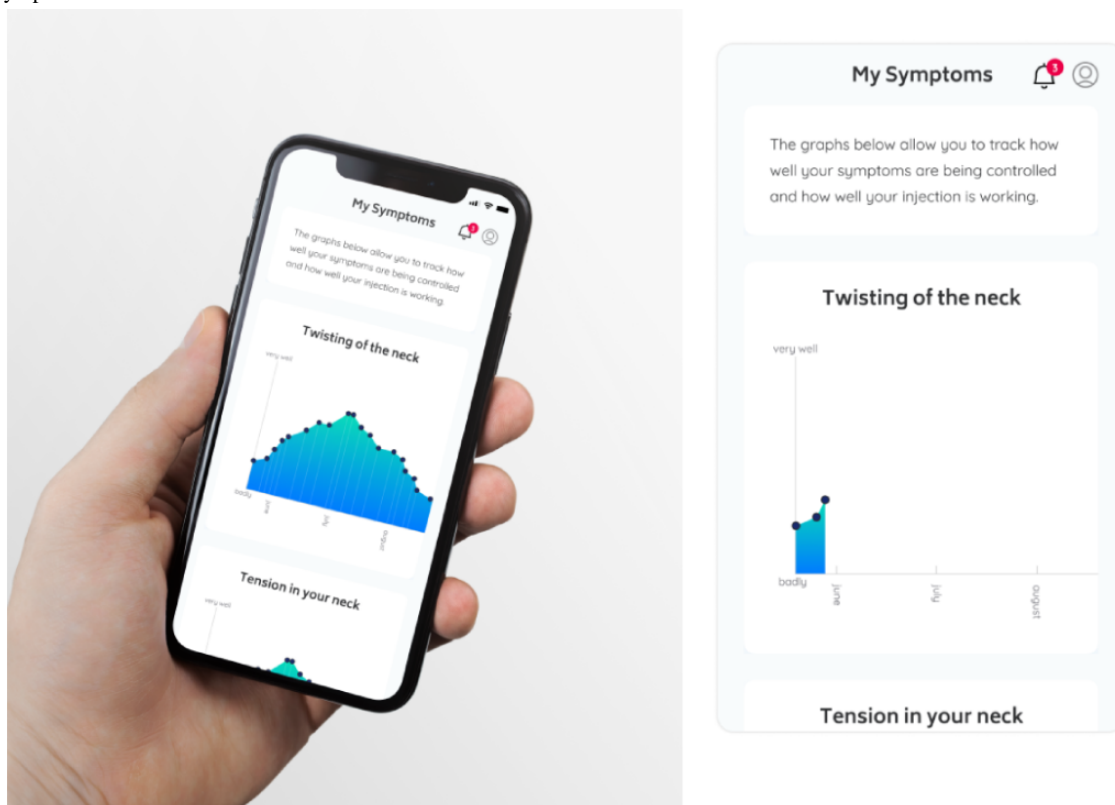 My Symptoms
3
The graphs below allow you to track how
well your symptoms are being controlled
and how well your injection is working.
Twisting of the neck
very well
badly
june
july
august
Tension in your neck
very well
My Symptoms
3
The graphs below allow you to track how
well your symptoms are being controlled
and how well your injection is working.
Twisting of the neck
very well
badly
june
july
august
Tension in your neck